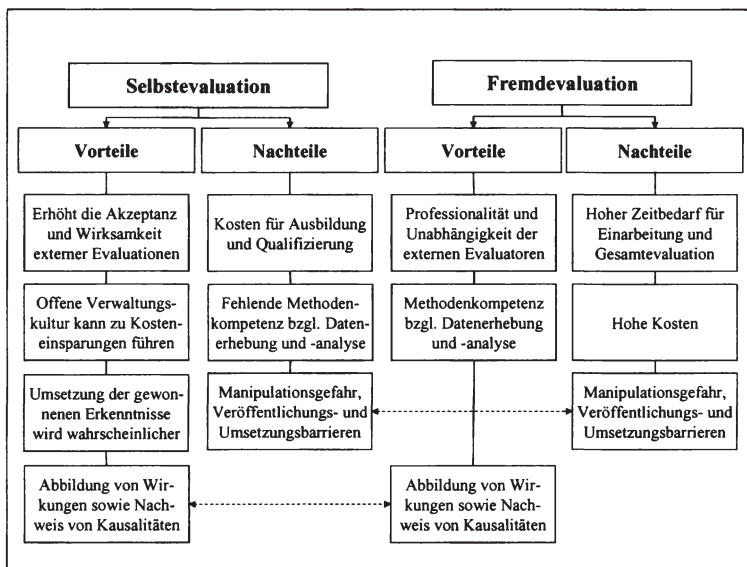 Selbstevaluation
Fremdevaluation
Vorteile
Nachteile
Vorteile
Nachteile
Erhöht die Akzeptanz
und Wirksamkeit
externer Evaluationen
Kosten für Ausbildung
und Qualifizierung
Professionalität und
Unabhängigkeit der
externen Evaluatoren
Hoher Zeitbedarf für
Einarbeitung und
Gesamtevaluation
Offene Verwaltungs-
kultur kann zu Kosten-
einsparungen führen
Fehlende Methoden-
kompetenz bzgl. Daten-
erhebung und -analyse
Methodenkompetenz
bzgl. Datenerhebung
und -analyse
Hohe Kosten
Umsetzung der gewon-
nenen Erkenntnisse
wird wahrscheinlicher
Manipulationsgefahr,
Veröffentlichungs- und
Umsetzungsbarrieren
Manipulationsgefahr,
Veröffentlichungs- und
Umsetzungsbarrieren
Abbildung von Wir-
kungen sowie Nach-
weis von Kausalitäten
Abbildung von Wir-
kungen sowie Nach-
weis von Kausalitäten